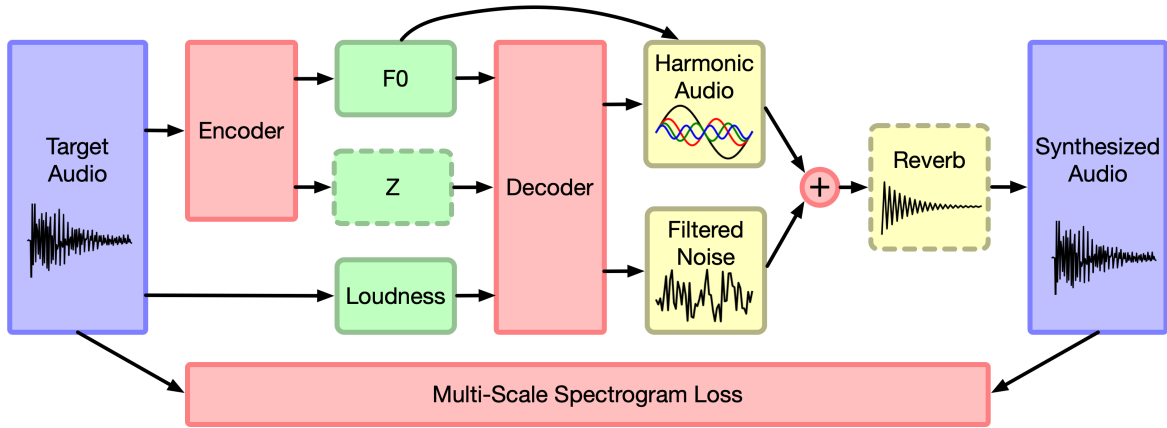 Target
Audio
Encoder
F0
Z
Loudness
Decoder
Harmonic
Audio
Filtered
Noise
+
Reverb
Synthesized
Audio
Multi-Scale Spectrogram Loss